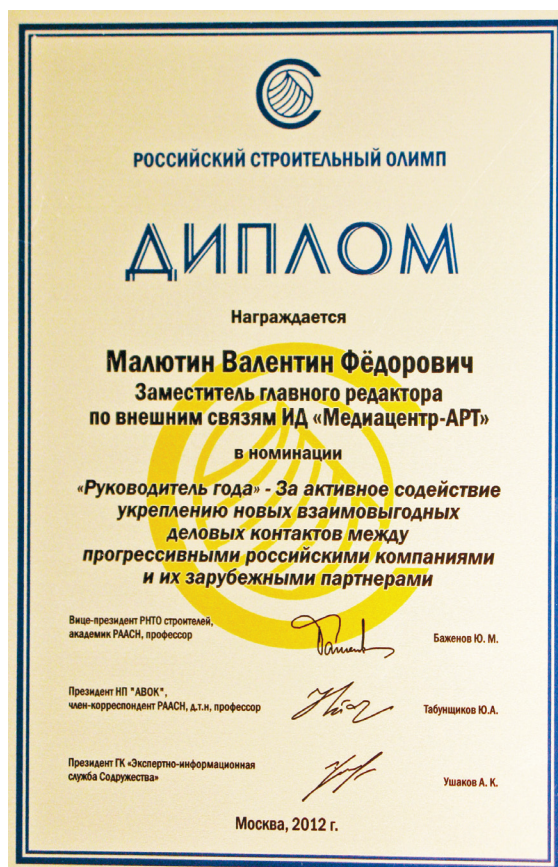 РОССИЙСКИЙ СТРОИТЕЛЬНЫЙ ОЛИМП
ДИПЛОМ
Награждается
Малютин Валентин Фёдорович
Заместитель главного редактора
по внешним связям ИД «Медиацентр-АРТ»
в номинации
«Руководитель года» - За активное содействие
укреплению новых взаимовыгодных
деловых контактов между
прогрессивными российскими компаниями
и их зарубежными партнерами
Вице-президент РНТО строителей,
академик РААСН, профессор
Баженов Ю. М.
Президент НП "АВОК",
член-корреспондент РААСН, д.т.н, профессор
Табунщиков Ю.А.
Президент ГК «Экспертно-информационная
служба Содружества»
Ушаков А. К.
Москва, 2012 г.